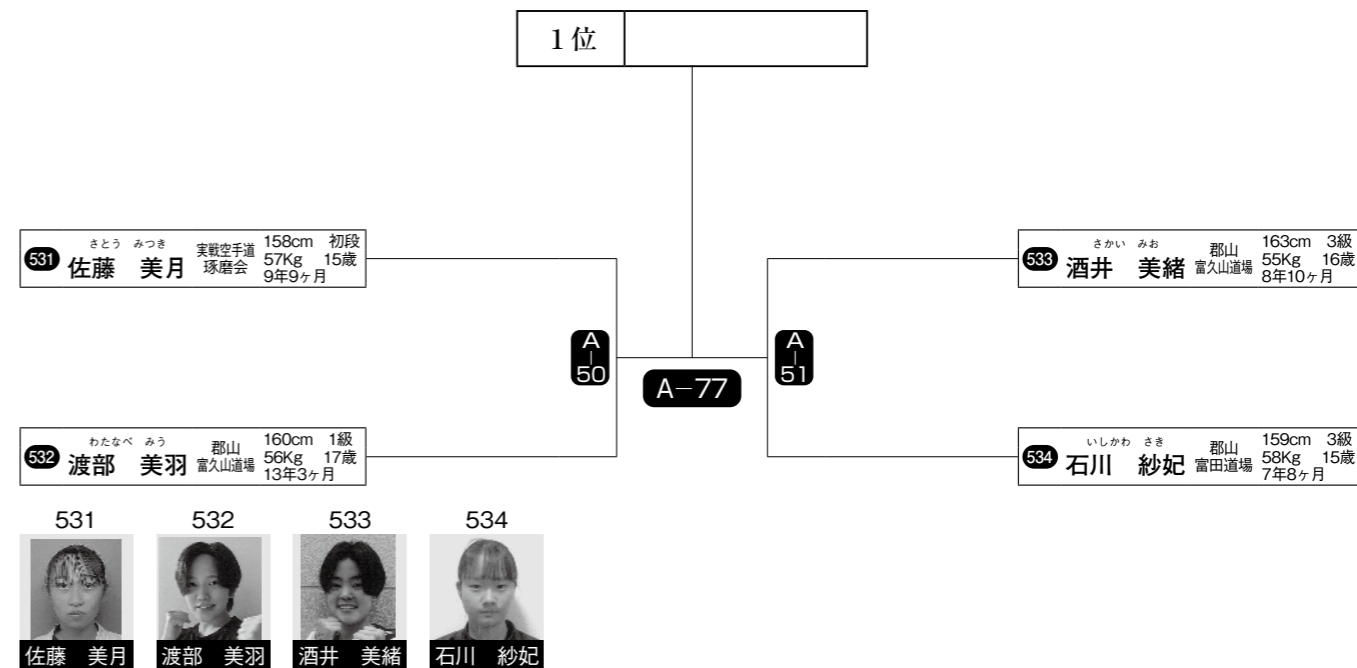 1位
531
さとう みつき
佐藤 美月
実戦空手道
琢磨会
158cm 初段
57Kg 15歳
9年9ヶ月
532
わたなべ みう
渡部 美羽
郡山
富久山道場
160cm 1級
56Kg 17歳
13年3ヶ月
A-50
A-77
A-51
533
さかい みお
酒井 美緒
郡山
富久山道場
163cm 3級
55Kg 16歳
8年10ヶ月
534
いしかわ さき
石川 紗妃
郡山
富田道場
159cm 3級
58Kg 15歳
7年8ヶ月
531 532 533 534
佐藤 美月 渡部 美羽 酒井 美緒 石川 紗妃